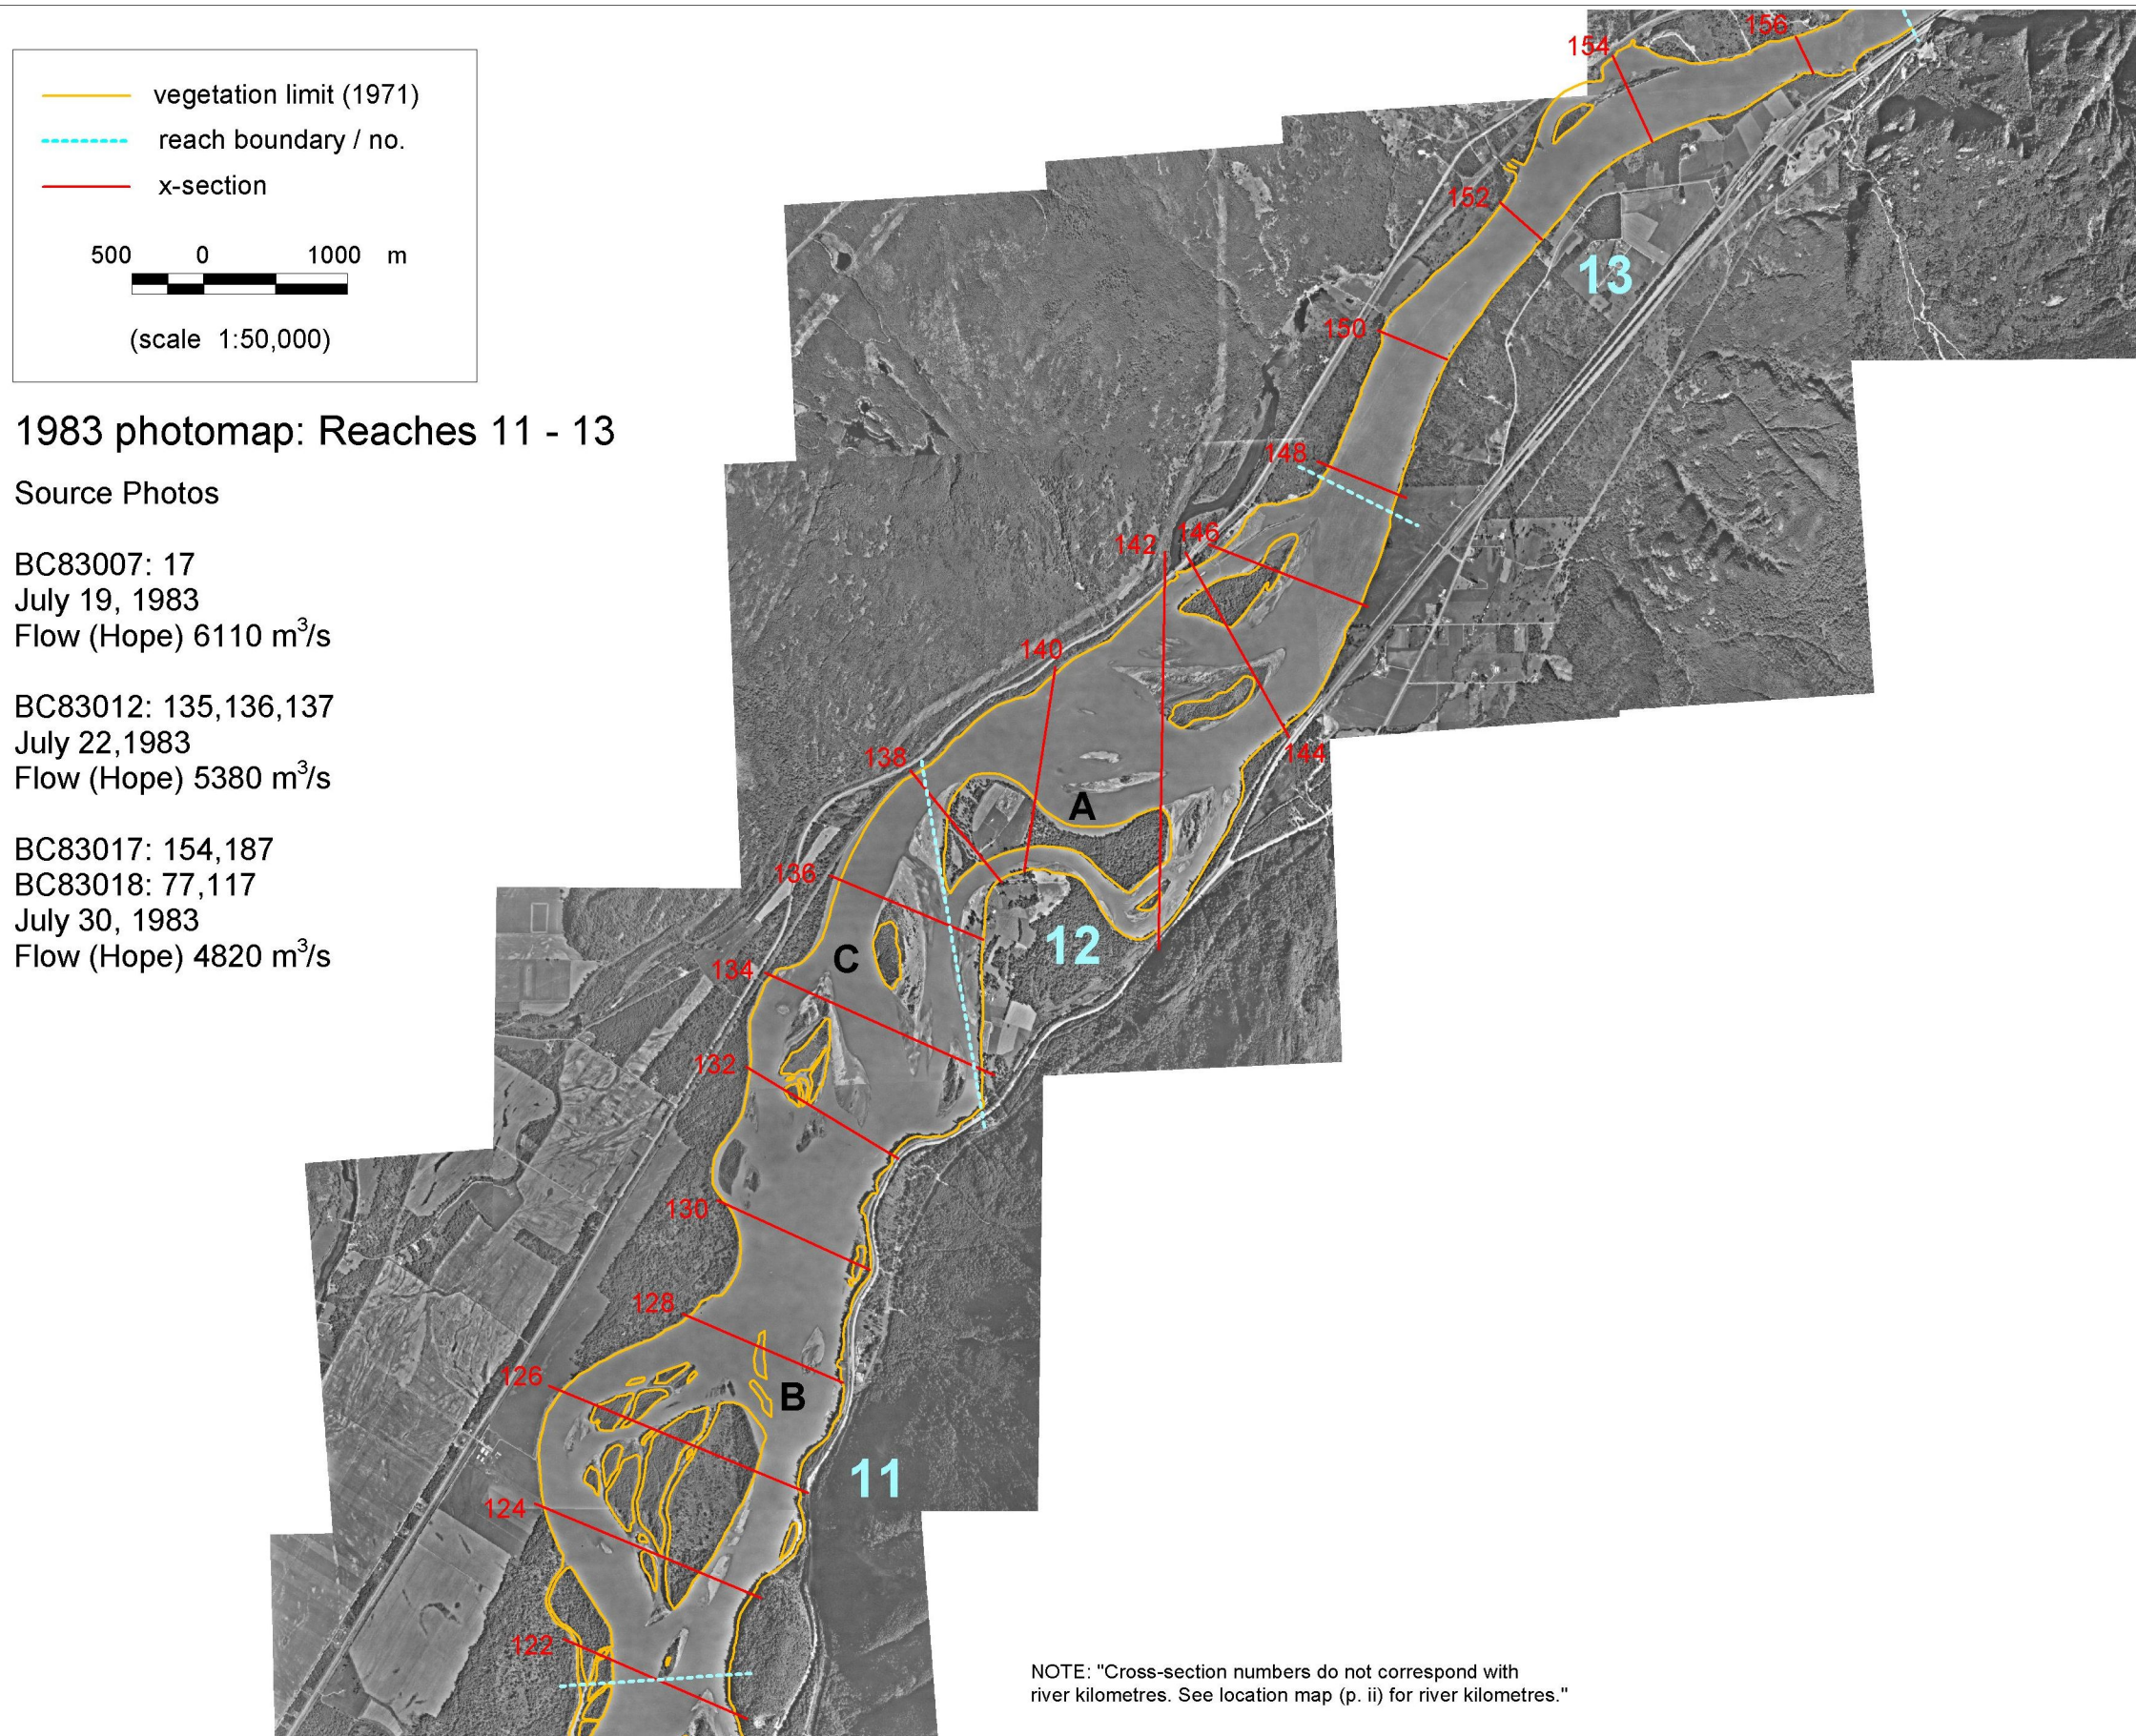 vegetation limit (1971)
reach boundary / no.
x-section
500 0 1000 m
(scale 1:50,000)
1983 photomap: Reaches 11 - 13
Source Photos
BC83007: 17
July 19, 1983
Flow (Hope) 6110 m³/s
BC83012: 135,136,137
July 22,1983
Flow (Hope) 5380 m³/s
BC83017: 154,187
BC83018: 77,117
July 30, 1983
Flow (Hope) 4820 m³/s
156
154
152
13
150
148
146
142
140
144
138
A
136
12
C
134
132
130
128
126
B
11
124
122
NOTE: "Cross-section numbers do not correspond with
river kilometres. See location map (p. ii) for river kilometres."